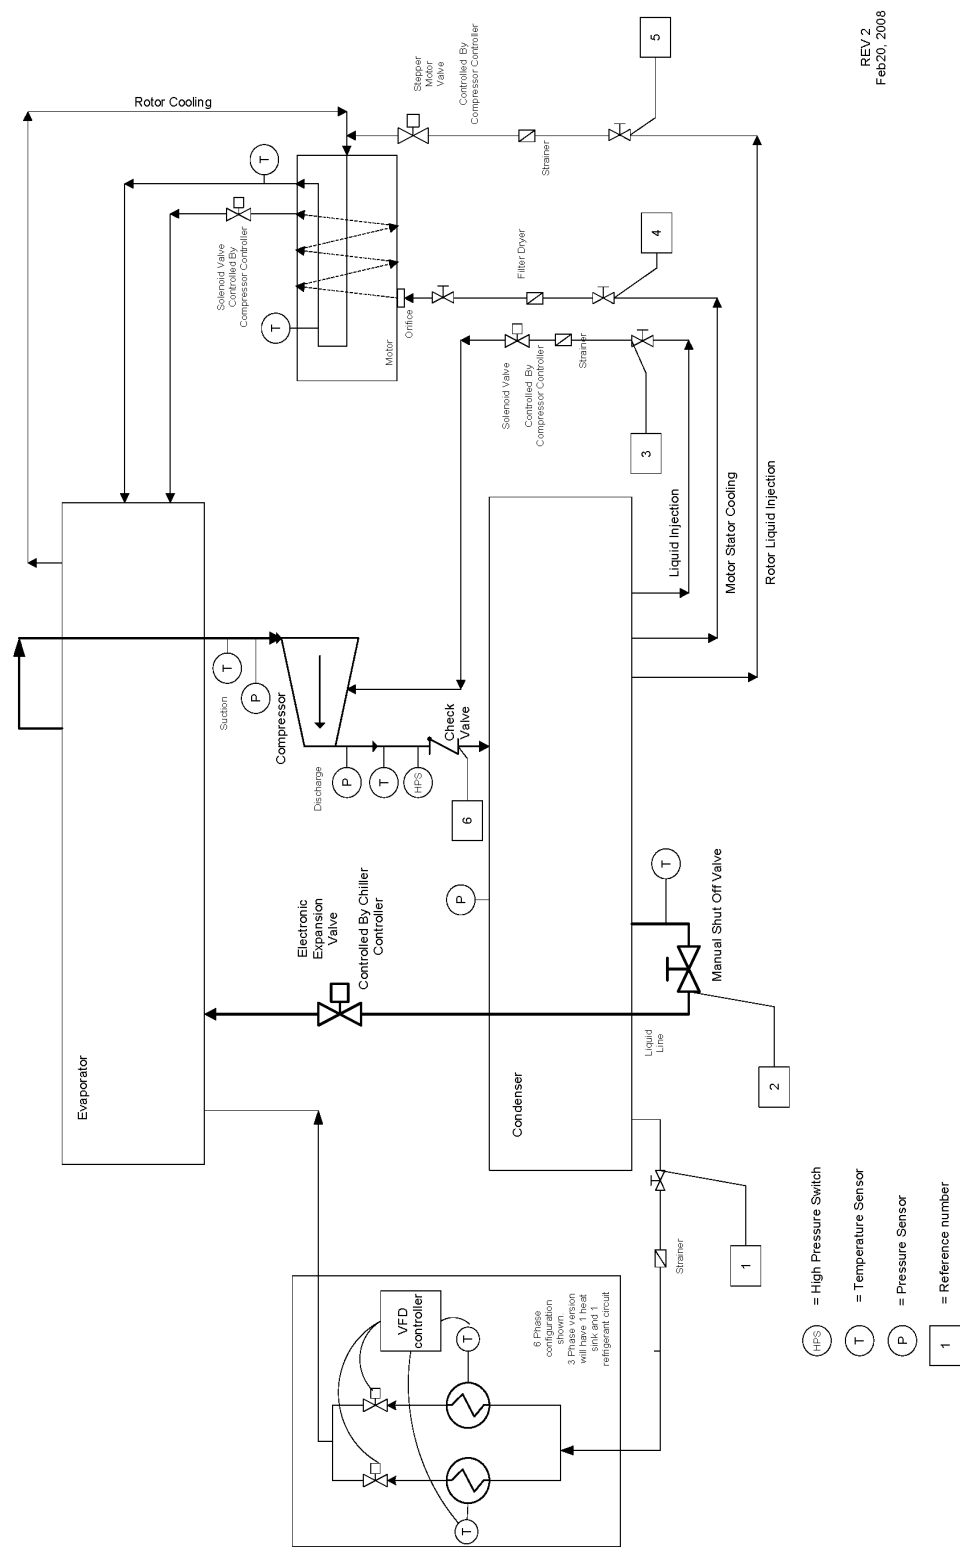 REV 2
Feb20, 2008
Rotor Cooling
Stepper
Motor
Valve
Controlled By
Compressor Controller
5
Strainer
T
Solenoid Valve
Controlled By
Compressor Controller
T
Motor
Orifice
Filter Dryer
4
Solenoid Valve
Controlled By
Compressor Controller
Strainer
3
Liquid Injection
Motor Stator Cooling
Rotor Liquid Injection
Suction
T
P
Compressor
Discharge
P
T
HPS
Check
Valve
6
P
Electronic
Expansion
Valve
Controlled By Chiller
Controller
T
Manual Shut Off Valve
2
Liquid
Line
Evaporator
Condenser
1
Strainer
VFD
controller
T
T
6 Phase
configuration
shown.
3 Phase version
will have 1 heat
sink and 1
refrigerant circuit
HPS = High Pressure Switch
T = Temperature Sensor
P = Pressure Sensor
1 = Reference number